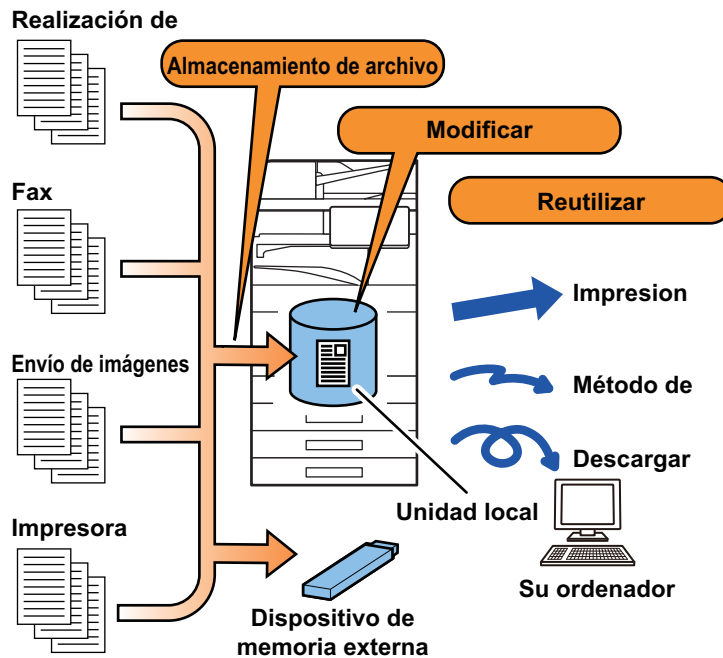 Realización de
Almacenamiento de archivo
Modificar
Fax
Reutilizar
Impresion
Envío de imágenes
Método de
Descargar
Unidad local
Impresora
Su ordenador
Dispositivo de
memoria externa